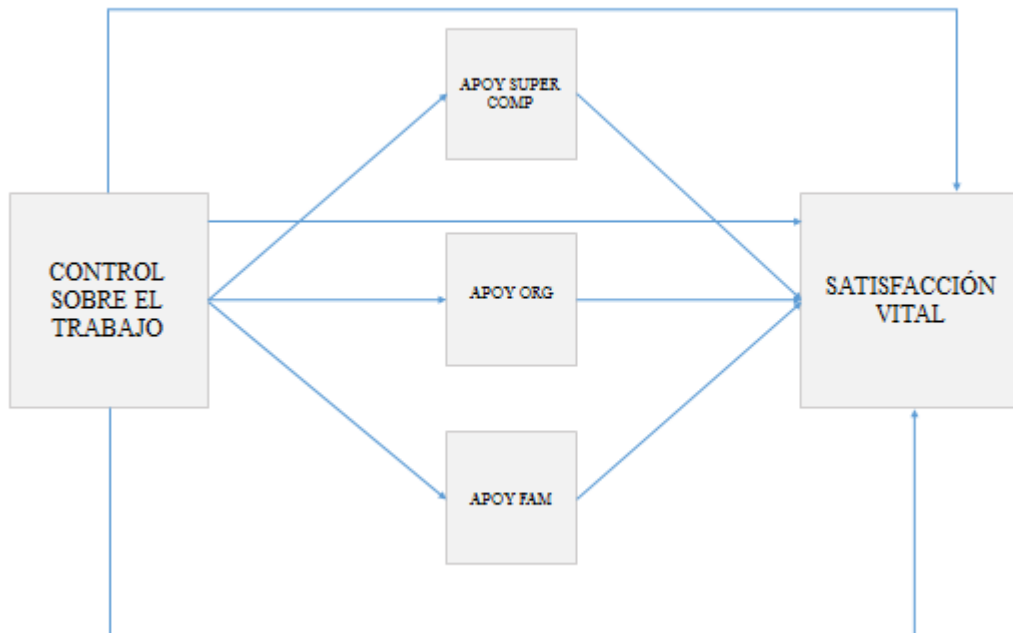 APOY SUPER
COMP
CONTROL
SOBRE EL
TRABAJO
APOY ORG
SATISFACCIÓN
VITAL
APOY FAM